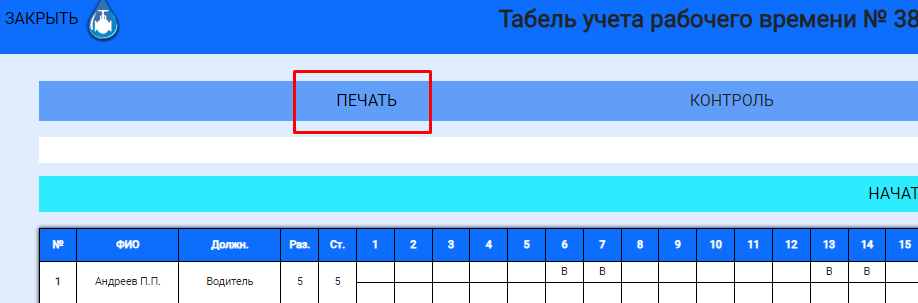 ЗАКРЫТЬ
Табель учета рабочего времени № 38
ПЕЧАТЬ КОНТРОЛЬ
НАЧАТ
№ ФИО Должн. Раз. Ст. 1 2 3 4 5 6 7 8 9 10 11 12 13 14 15
В В В В
1 Андреев П.П. Водитель 5 5